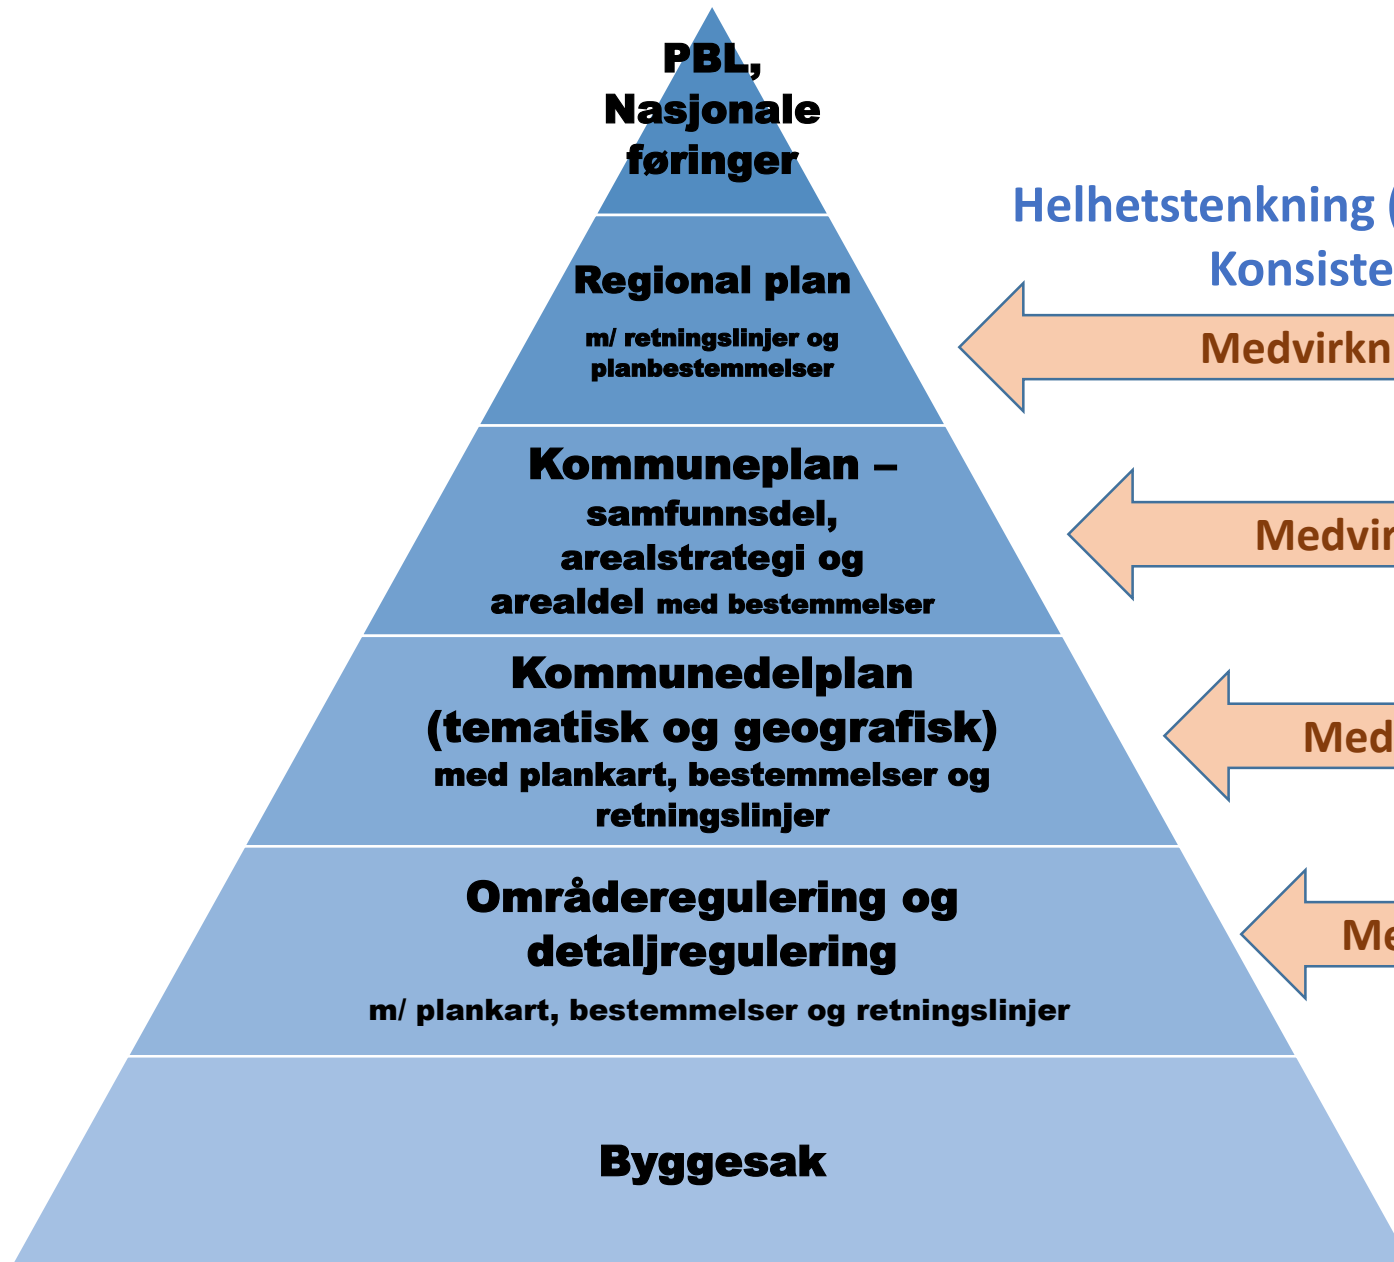 PBL,
Nasjonale
føringer
Helhetstenkning (
Konsiste
Regional plan
m/ retningslinjer og
planbestemmelser
Medvirkn
Kommuneplan –
samfunnsdel,
arealstrategi og
arealdel med bestemmelser
Medvir
Kommunedelplan
(tematisk og geografisk)
med plankart, bestemmelser og
retningslinjer
Med
Områderegulering og
detaljregulering
m/ plankart, bestemmelser og retningslinjer
Me
Byggesak